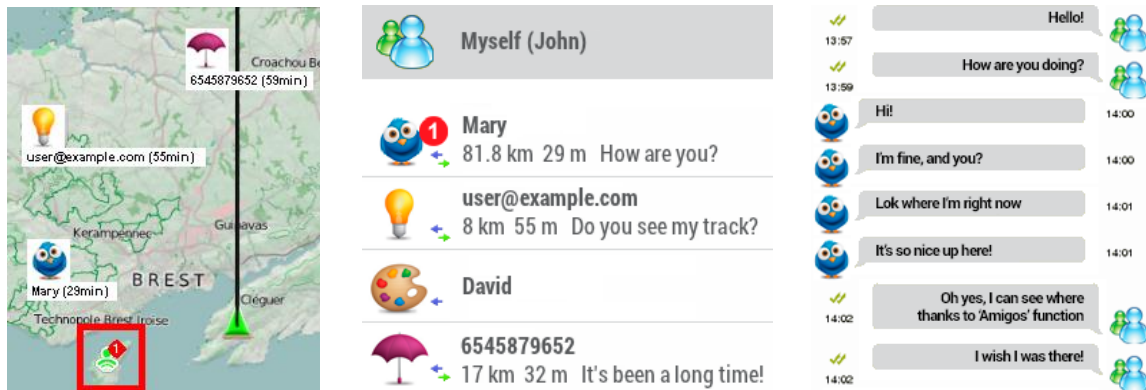 Croachou Be
6545879652 (59min)
user@example.com (55min)
Kerampennec
Guipavas
Mary (29min)
BREST
Cléguer
Technopole Brest Iroise
1
Myself (John)
1
Mary
81.8 km 29 m How are you?
user@example.com
8 km 55 m Do you see my track?
David
6545879652
17 km 32 m It's been a long time!
Hello!
13:57
How are you doing?
13:59
Hi!
14:00
I'm fine, and you?
14:00
Lok where I'm right now
14:01
It's so nice up here!
14:01
Oh yes, I can see where
thanks to 'Amigos' function
14:02
I wish I was there!
14:02